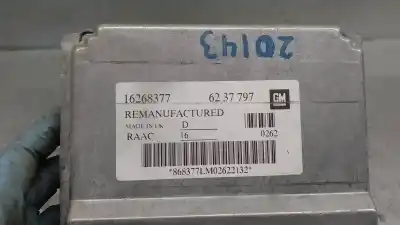 20143
16268377 62 37 797 GM
REMANUFACTURED
MADE IN UK D
RAAC 16 0262
*868377LM02622132*